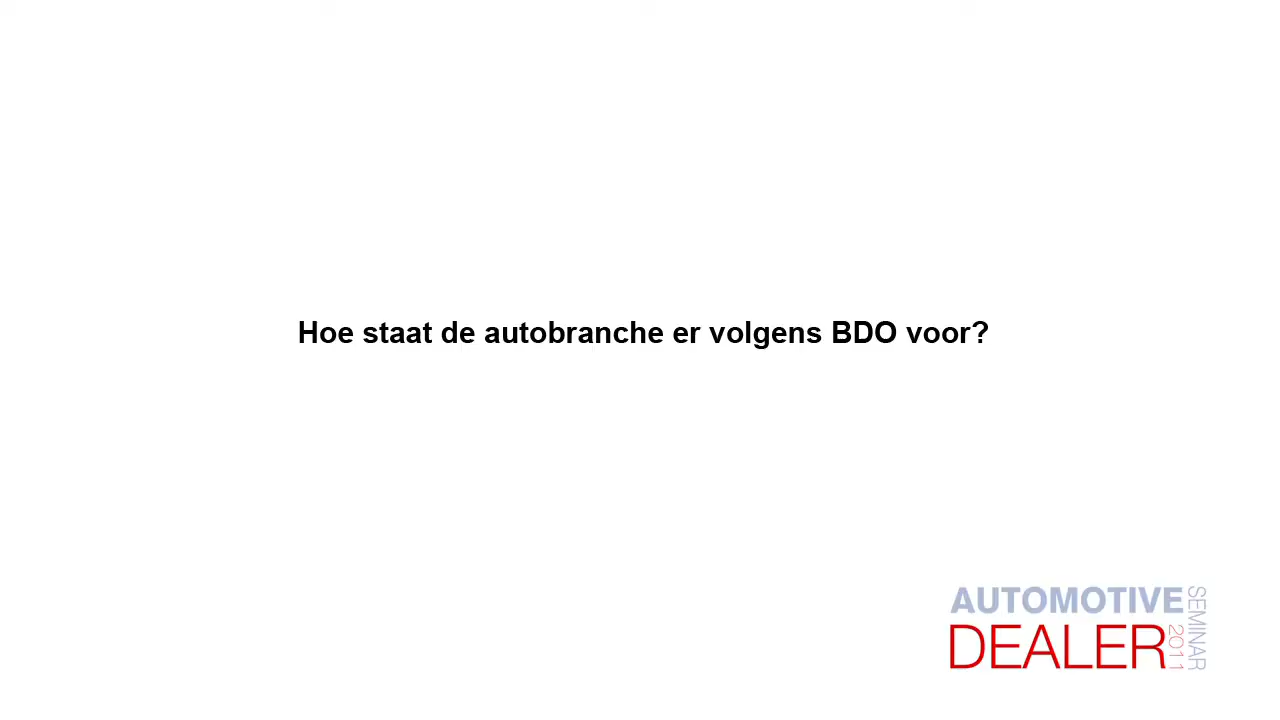 Hoe staat de autobranche er volgens BDO voor?
AUTOMOTIVE
DEALER
SEMINAR
2011